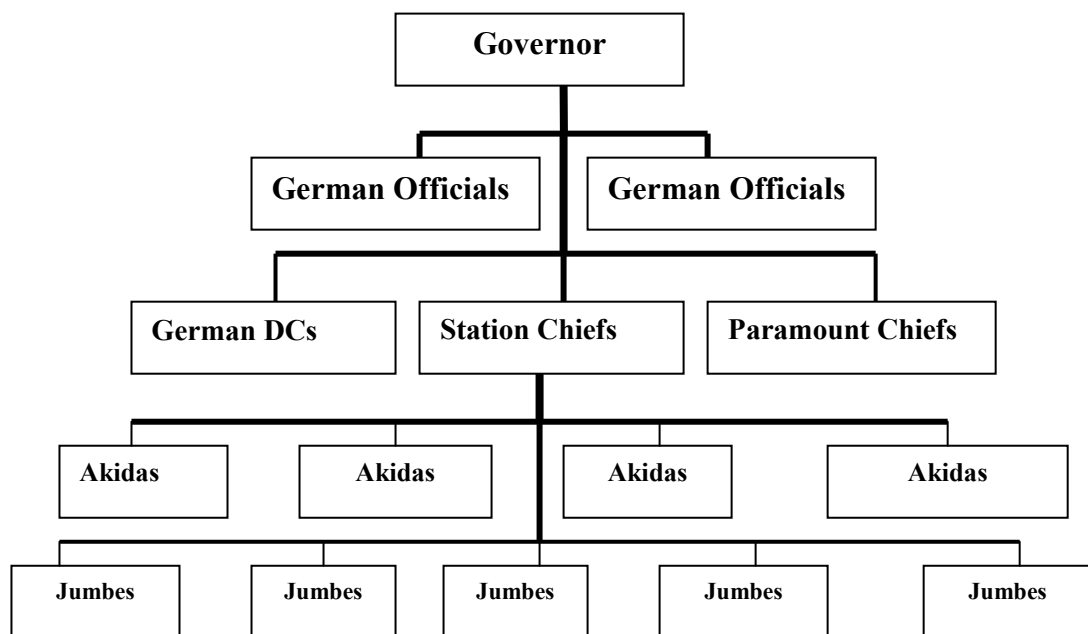 Governor
German Officials
German Officials
German DCs
Station Chiefs
Paramount Chiefs
Akidas
Akidas
Akidas
Akidas
Jumbes
Jumbes
Jumbes
Jumbes
Jumbes